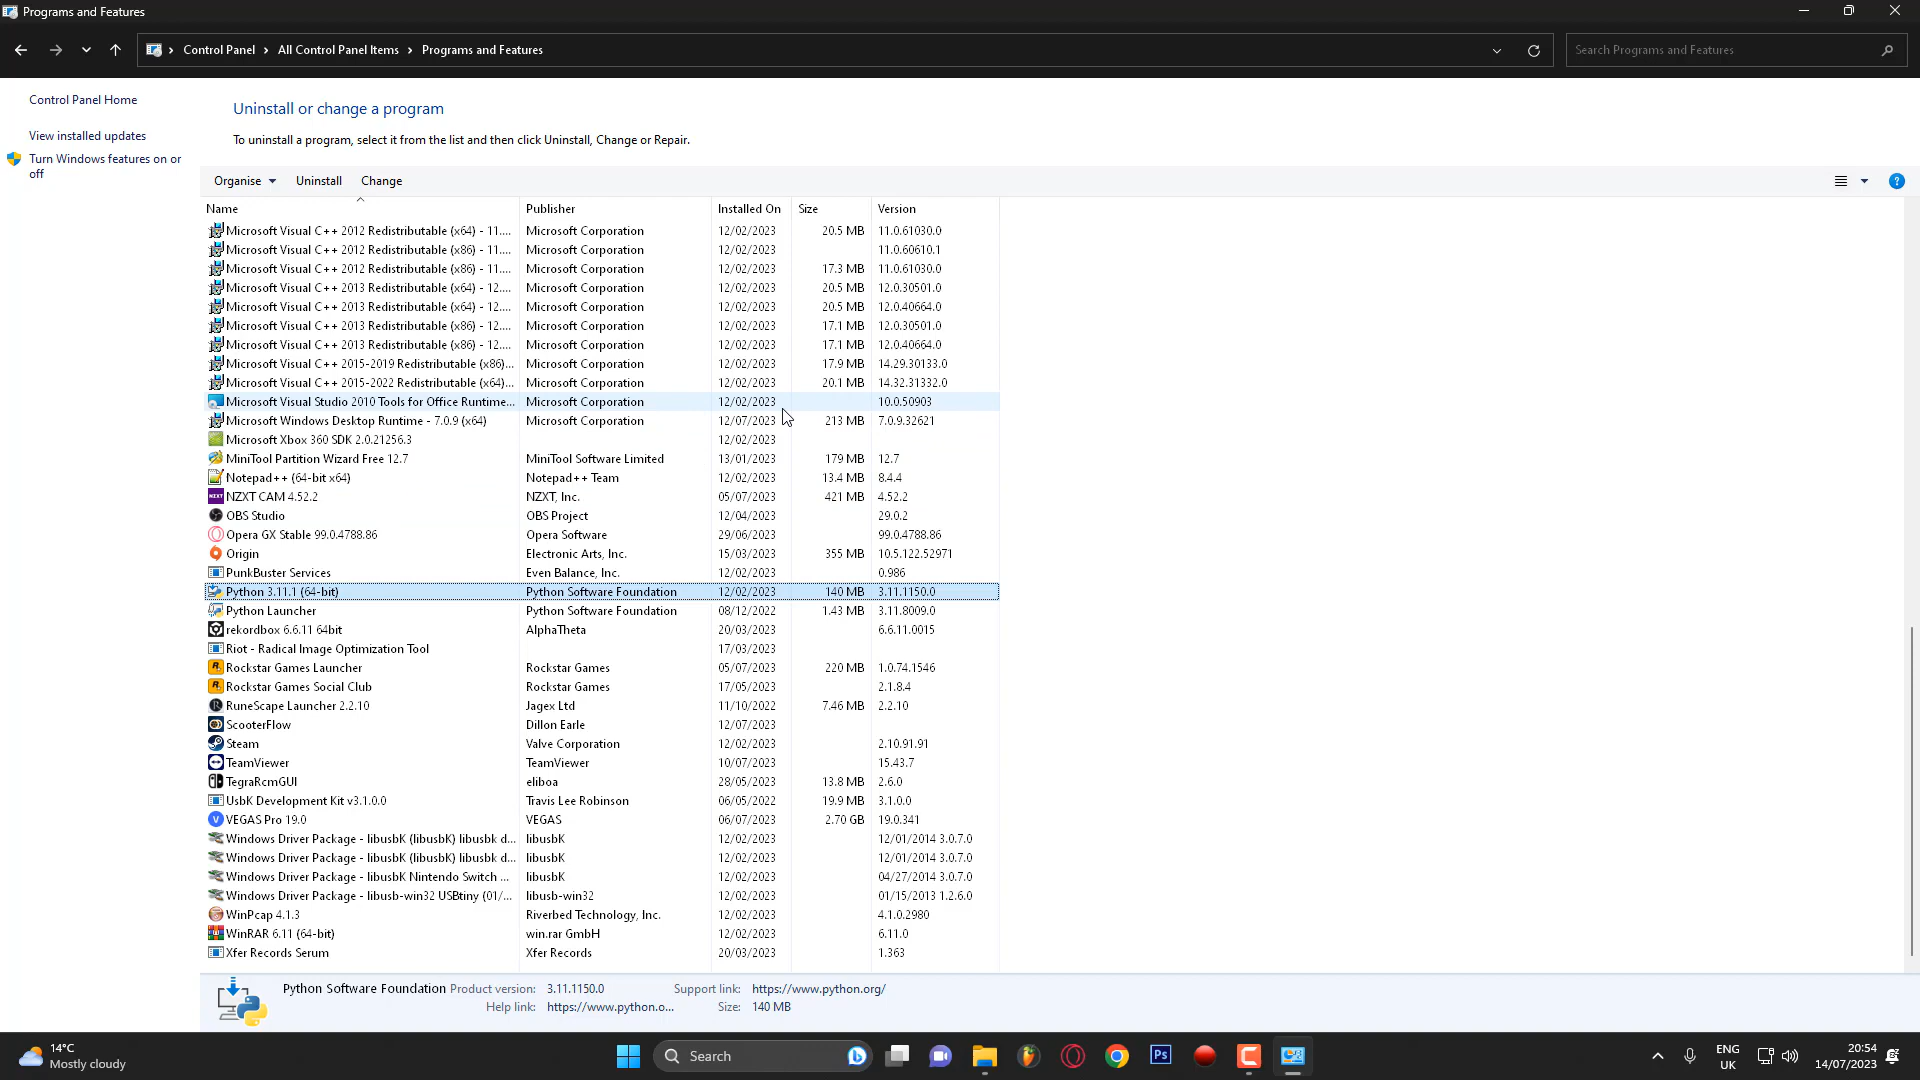 Programs and Features
Control Panel > All Control Panel Items > Programs and Features
Search Programs and Features
Control Panel Home
View installed updates
Turn Windows features on or
off
Uninstall or change a program
To uninstall a program, select it from the list and then click Uninstall, Change or Repair.
Organise Uninstall Change
Name Publisher Installed On Size Version
Microsoft Visual C++ 2012 Redistributable (x64) - 11.... Microsoft Corporation 12/02/2023 20.5 MB 11.0.61030.0
Microsoft Visual C++ 2012 Redistributable (x86) - 11.... Microsoft Corporation 12/02/2023 11.0.60610.1
Microsoft Visual C++ 2012 Redistributable (x86) - 11.... Microsoft Corporation 12/02/2023 17.3 MB 11.0.61030.0
Microsoft Visual C++ 2013 Redistributable (x64) - 12.... Microsoft Corporation 12/02/2023 20.5 MB 12.0.30501.0
Microsoft Visual C++ 2013 Redistributable (x64) - 12.... Microsoft Corporation 12/02/2023 20.5 MB 12.0.40664.0
Microsoft Visual C++ 2013 Redistributable (x86) - 12.... Microsoft Corporation 12/02/2023 17.1 MB 12.0.30501.0
Microsoft Visual C++ 2013 Redistributable (x86) - 12.... Microsoft Corporation 12/02/2023 17.1 MB 12.0.40664.0
Microsoft Visual C++ 2015-2019 Redistributable (x86)... Microsoft Corporation 12/02/2023 17.9 MB 14.29.30133.0
Microsoft Visual C++ 2015-2022 Redistributable (x64)... Microsoft Corporation 12/02/2023 20.1 MB 14.32.31332.0
Microsoft Visual Studio 2010 Tools for Office Runtime... Microsoft Corporation 12/02/2023 10.0.50903
Microsoft Windows Desktop Runtime - 7.0.9 (x64) Microsoft Corporation 12/07/2023 213 MB 7.0.9.32621
Microsoft Xbox 360 SDK 2.0.21256.3 12/02/2023
MiniTool Partition Wizard Free 12.7 MiniTool Software Limited 13/01/2023 179 MB 12.7
Notepad++ (64-bit x64) Notepad++ Team 12/02/2023 13.4 MB 8.4.4
NZXT NZXT CAM 4.52.2 NZXT, Inc. 05/07/2023 421 MB 4.52.2
OBS Studio OBS Project 12/04/2023 29.0.2
Opera GX Stable 99.0.4788.86 Opera Software 29/06/2023 99.0.4788.86
Origin Electronic Arts, Inc. 15/03/2023 355 MB 10.5.122.52971
PunkBuster Services Even Balance, Inc. 12/02/2023 0.986
Python 3.11.1 (64-bit) Python Software Foundation 12/02/2023 140 MB 3.11.1150.0
Python Launcher Python Software Foundation 08/12/2022 1.43 MB 3.11.8009.0
rekordbox 6.6.11 64bit AlphaTheta 20/03/2023 6.6.11.0015
Riot - Radical Image Optimization Tool 17/03/2023
Rockstar Games Launcher Rockstar Games 05/07/2023 220 MB 1.0.74.1546
Rockstar Games Social Club Rockstar Games 17/05/2023 2.1.8.4
RuneScape Launcher 2.2.10 Jagex Ltd 11/10/2022 7.46 MB 2.2.10
ScooterFlow Dillon Earle 12/07/2023
Steam Valve Corporation 12/02/2023 2.10.91.91
TeamViewer TeamViewer 10/07/2023 15.43.7
TegraRcmGUI eliboa 28/05/2023 13.8 MB 2.6.0
UsbK Development Kit v3.1.0.0 Travis Lee Robinson 06/05/2022 19.9 MB 3.1.0.0
V VEGAS Pro 19.0 VEGAS 06/07/2023 2.70 GB 19.0.341
Windows Driver Package - libusbK (libusbK) libusbk d... libusbK 12/02/2023 12/01/2014 3.0.7.0
Windows Driver Package - libusbK (libusbK) libusbk d... libusbK 12/02/2023 12/01/2014 3.0.7.0
Windows Driver Package - libusbK Nintendo Switch ... libusbK 12/02/2023 04/27/2014 3.0.7.0
Windows Driver Package - libusb-win32 USBtiny (01/... libusb-win32 12/02/2023 01/15/2013 1.2.6.0
WinPcap 4.1.3 Riverbed Technology, Inc. 12/02/2023 4.1.0.2980
WinRAR 6.11 (64-bit) win.rar GmbH 12/02/2023 6.11.0
Xfer Records Serum Xfer Records 20/03/2023 1.363
Python Software Foundation Product version: 3.11.1150.0 Support link: https://www.python.org/
Help link: https://www.python.o... Size: 140 MB
14°C
Mostly cloudy
Search
Ps
ENG
UK
20:54
14/07/2023